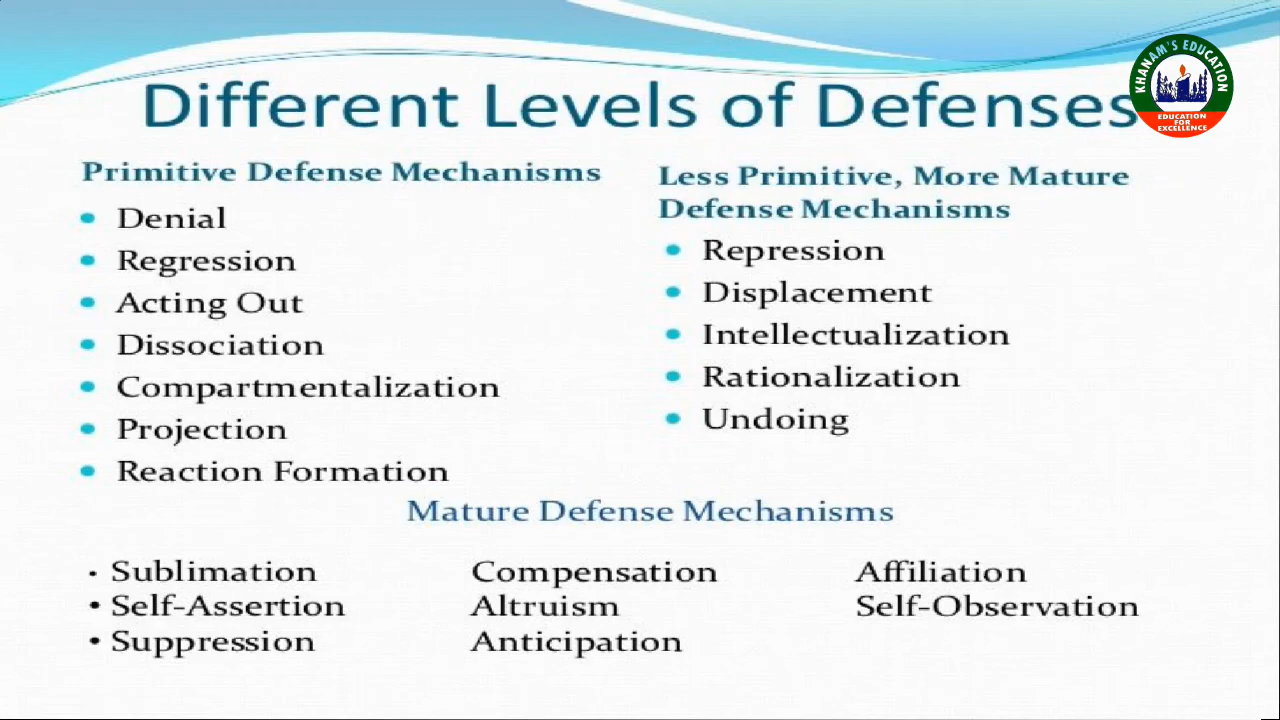 Different Levels of Defenses
KHANAM'S EDUCATION
EDUCATION
FOR
EXCELLENCE
Primitive Defense Mechanisms
• Denial
• Regression
• Acting Out
• Dissociation
• Compartmentalization
• Projection
• Reaction Formation
Less Primitive, More Mature
Defense Mechanisms
• Repression
• Displacement
• Intellectualization
• Rationalization
• Undoing
Mature Defense Mechanisms
• Sublimation Compensation Affiliation
• Self-Assertion Altruism Self-Observation
• Suppression Anticipation